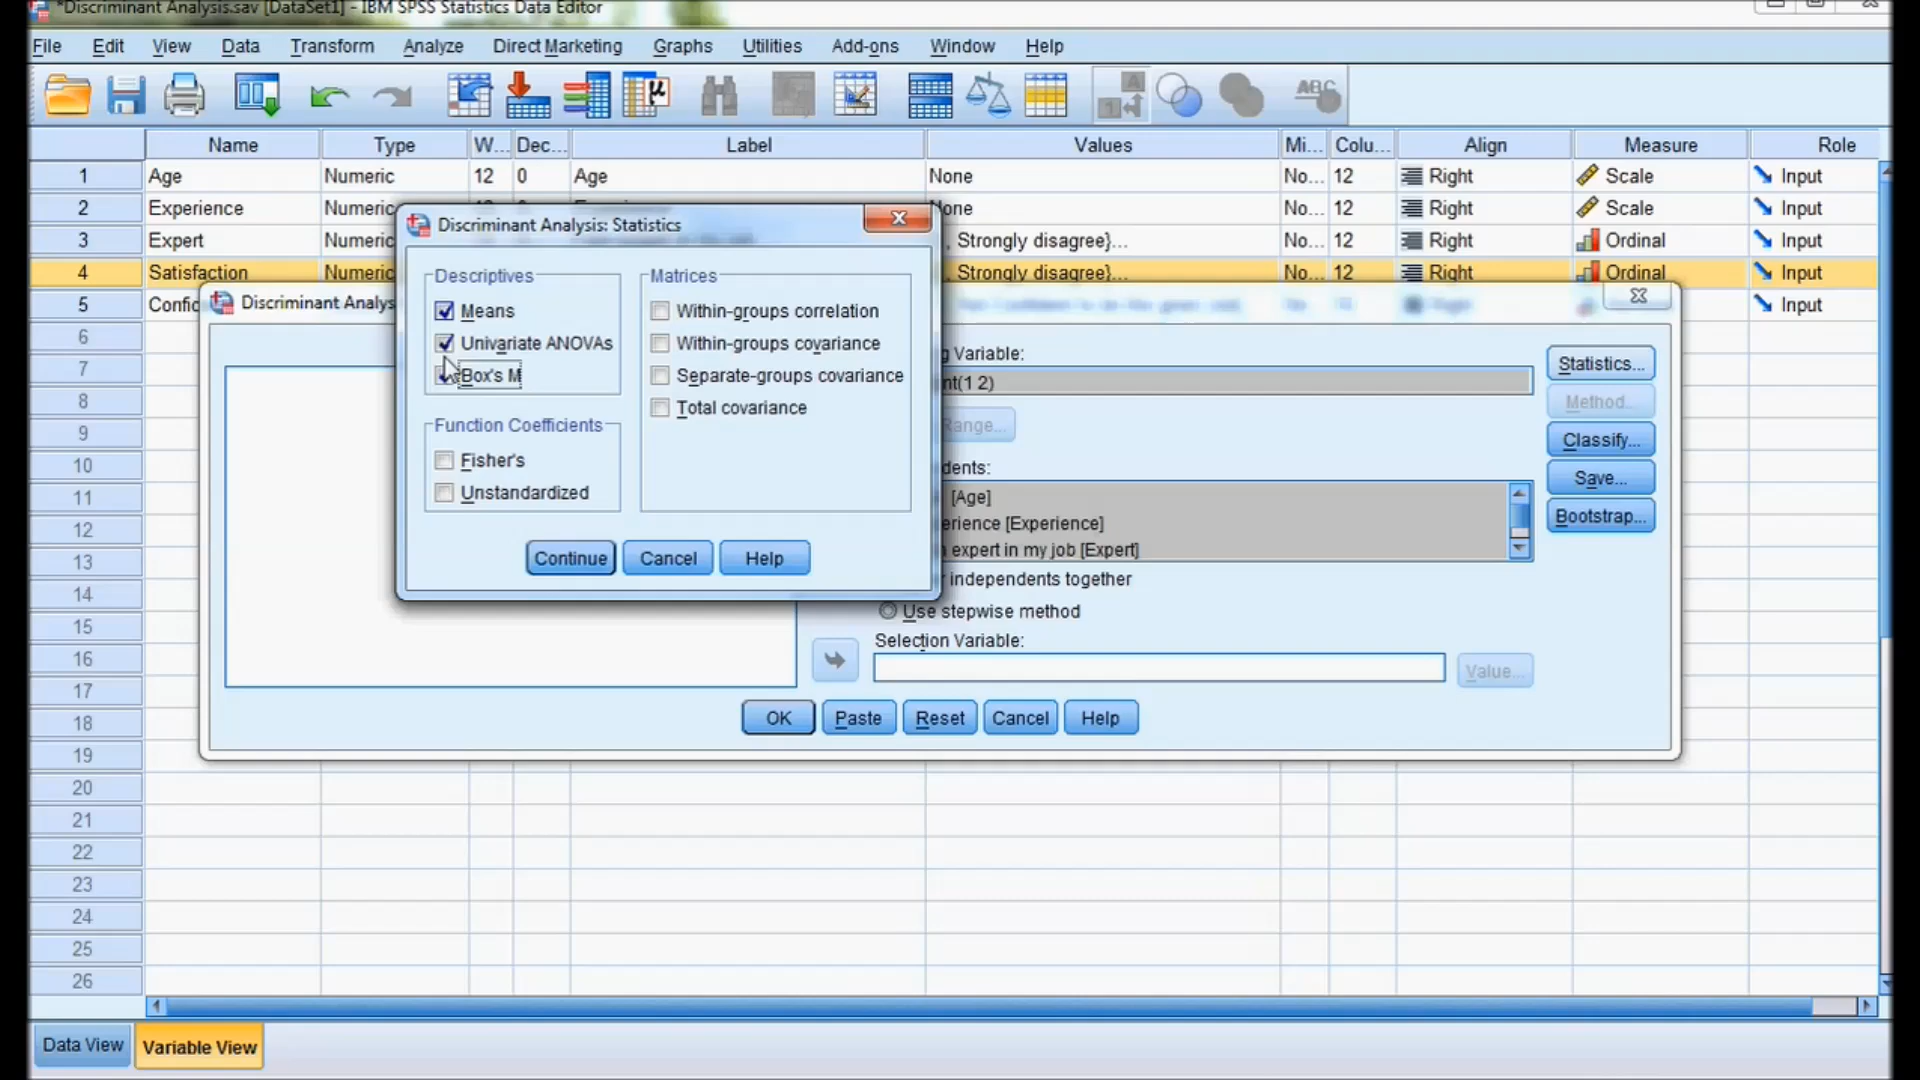 *Discriminant Analysis.sav [DataSet1] - IBM SPSS Statistics Data Editor
File Edit View Data Transform Analyze Direct Marketing Graphs Utilities Add-ons Window Help
Name Type W... Dec... Label Values Mi... Colu... Align Measure Role
1 Age Numeric 12 0 Age None No... 12 Right Scale Input
2 Experience Numeric None No... 12 Right Scale Input
3 Expert Numeric , Strongly disagree}... No... 12 Right Ordinal Input
4 Satisfaction Numeric , Strongly disagree}... No... 12 Right Ordinal Input
5 Confic Input
6
7
8
9
10
11
12
13
14
15
16
17
18
19
20
21
22
23
24
25
26
Discriminant Analys
Discriminant Analysis: Statistics
Descriptives
Means
Univariate ANOVAs
Box's M
Function Coefficients
Fisher's
Unstandardized
Matrices
Within-groups correlation
Within-groups covariance
Separate-groups covariance
Total covariance
Continue Cancel Help
g Variable:
nt(1 2)
Range...
dents:
[Age]
erience [Experience]
n expert in my job [Expert]
r independents together
Use stepwise method
Selection Variable:
Value...
Statistics...
Method...
Classify...
Save...
Bootstrap...
OK Paste Reset Cancel Help
Data View Variable View